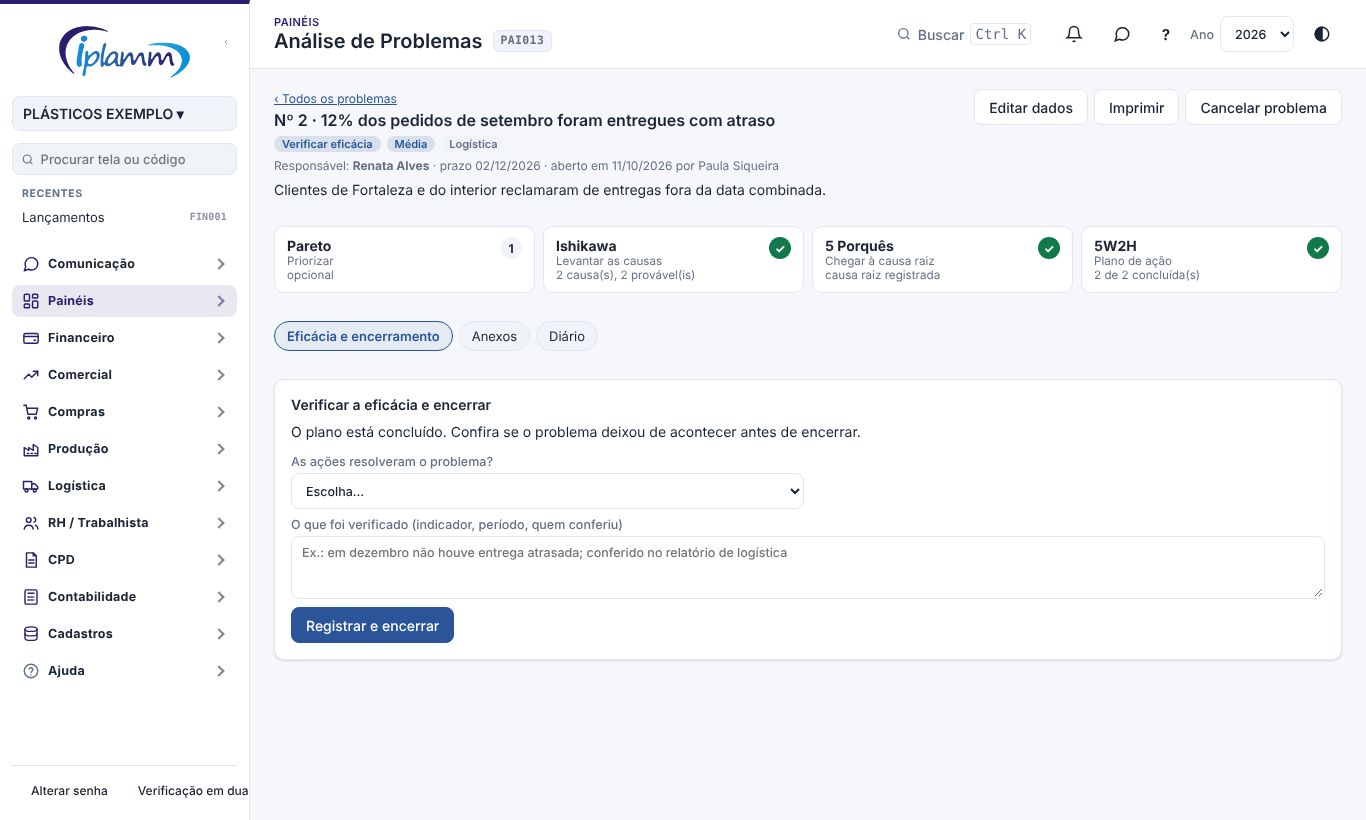 iplamm
‹
PLÁSTICOS EXEMPLO ▾
Procurar tela ou código
RECENTES
Lançamentos FIN001
Comunicação
Painéis
Financeiro
Comercial
Compras
Produção
Logística
RH / Trabalhista
CPD
Contabilidade
Cadastros
Ajuda
Alterar senha Verificação em dua
PAINÉIS
Análise de Problemas PAI013
Buscar Ctrl K
? Ano 2026
‹ Todos os problemas
Nº 2 · 12% dos pedidos de setembro foram entregues com atraso
Verificar eficácia Média Logística
Responsável: Renata Alves · prazo 02/12/2026 · aberto em 11/10/2026 por Paula Siqueira
Clientes de Fortaleza e do interior reclamaram de entregas fora da data combinada.
Editar dados Imprimir Cancelar problema
Pareto 1
Priorizar
opcional
Ishikawa
Levantar as causas
2 causa(s), 2 provável(is)
5 Porquês
Chegar à causa raiz
causa raiz registrada
5W2H
Plano de ação
2 de 2 concluída(s)
Eficácia e encerramento Anexos Diário
Verificar a eficácia e encerrar
O plano está concluído. Confira se o problema deixou de acontecer antes de encerrar.
As ações resolveram o problema?
Escolha...
O que foi verificado (indicador, período, quem conferiu)
Ex.: em dezembro não houve entrega atrasada; conferido no relatório de logística
Registrar e encerrar